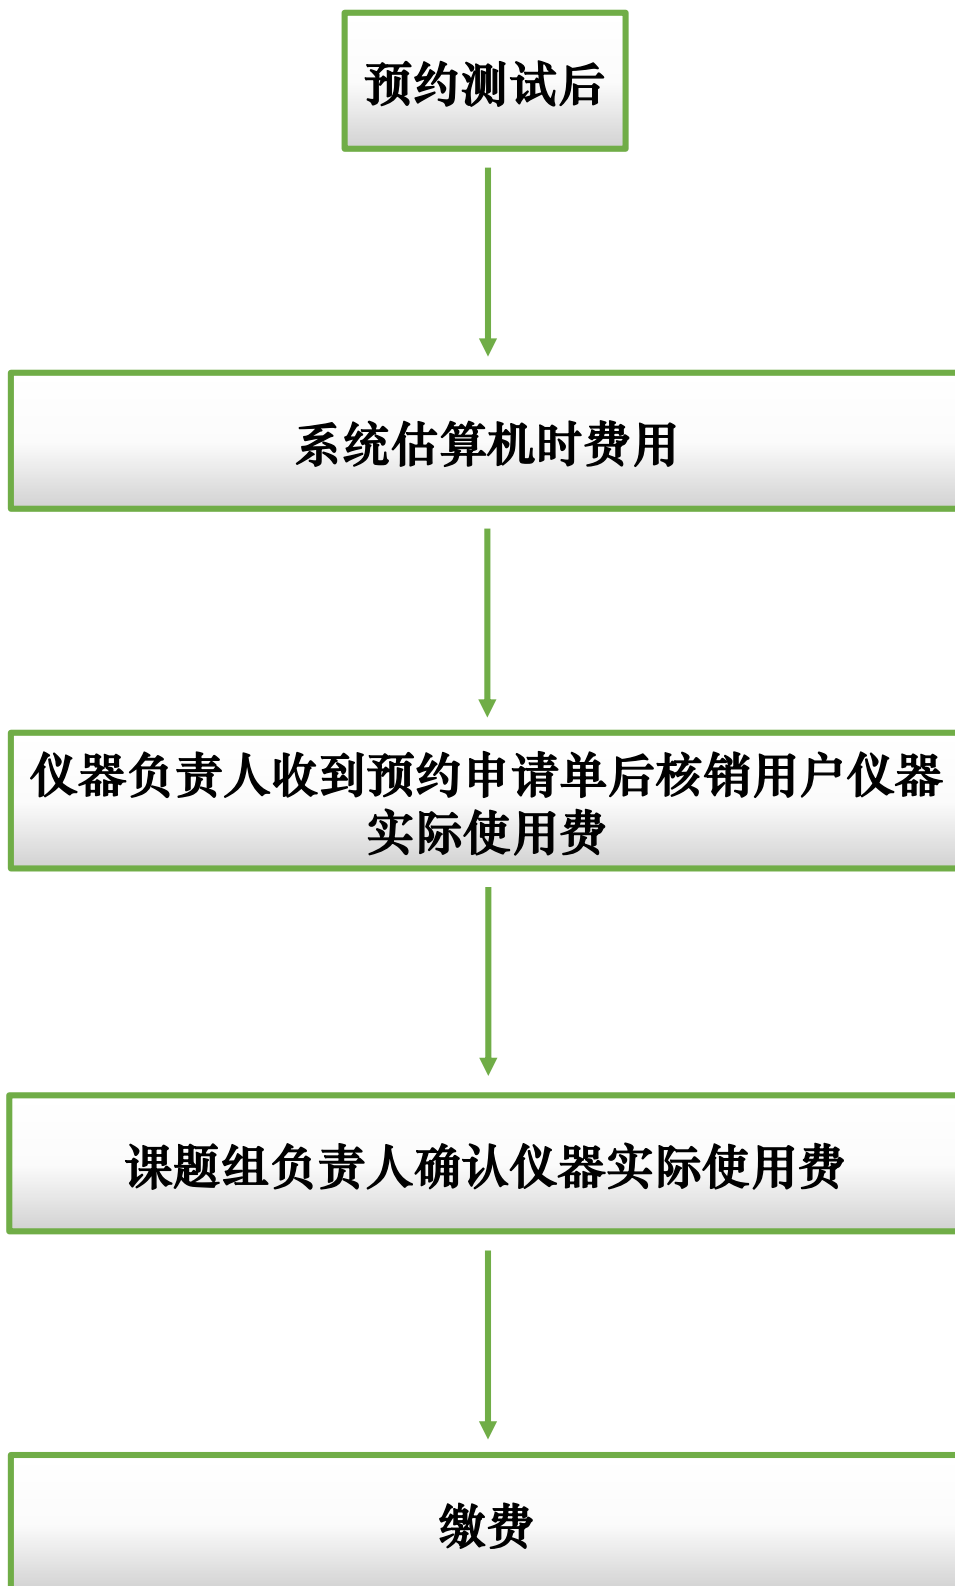 预约测试后
系统估算机时费用
仪器负责人收到预约申请单后核销用户仪器
实际使用费
课题组负责人确认仪器实际使用费
缴费